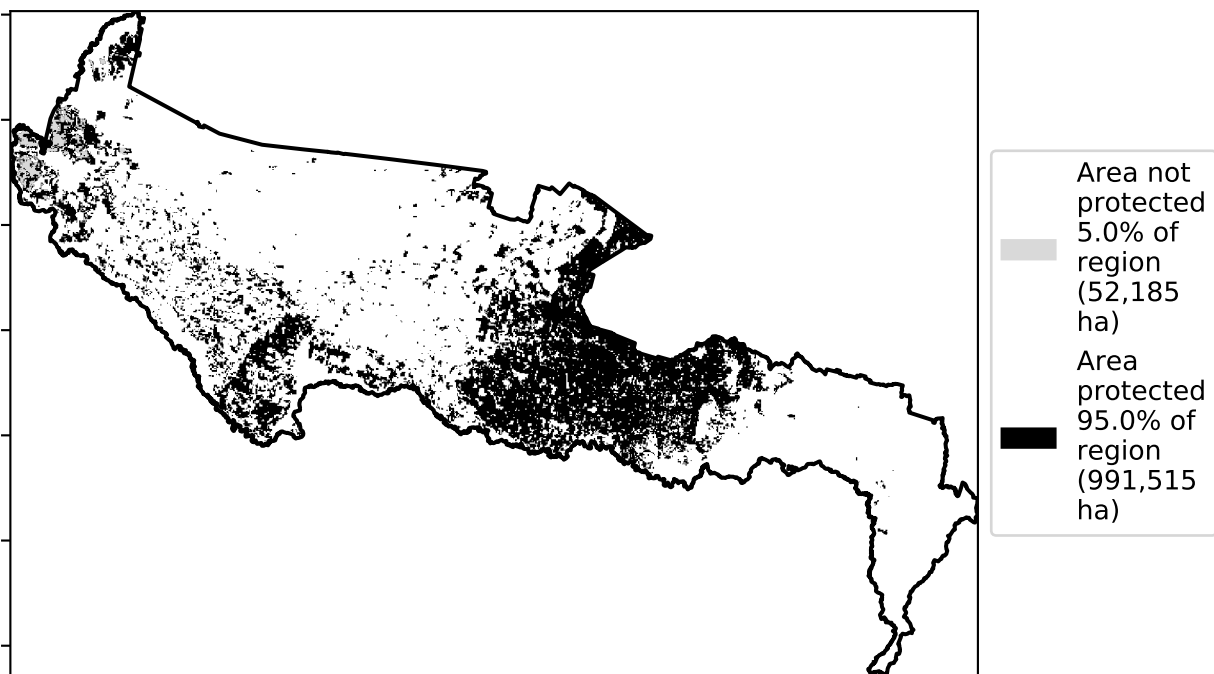 Area not
protected
5.0% of
region
(52,185
ha)
Area
protected
95.0% of
region
(991,515
ha)